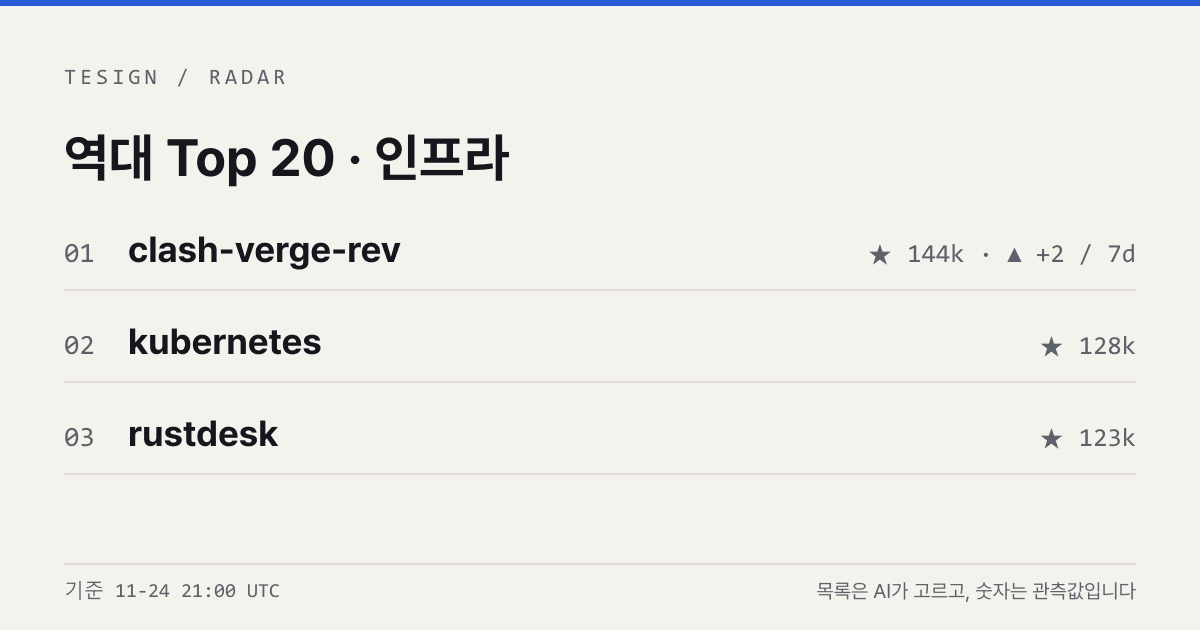 TESIGN / RADAR
역대 Top 20 · 인프라
01 clash-verge-rev ★ 144k · ▲ +2 / 7d
02 kubernetes ★ 128k
03 rustdesk ★ 123k
기준 11-24 21:00 UTC 목록은 AI가 고르고, 숫자는 관측값입니다